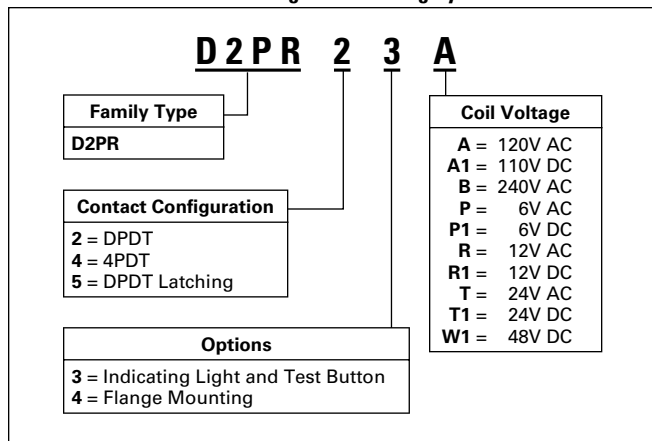 D2PR 2 3 A
Family Type
D2PR
Contact Configuration
2 = DPDT
4 = 4PDT
5 = DPDT Latching
Options
3 = Indicating Light and Test Button
4 = Flange Mounting
Coil Voltage
A = 120V AC
A1 = 110V DC
B = 240V AC
P = 6V AC
P1 = 6V DC
R = 12V AC
R1 = 12V DC
T = 24V AC
T1 = 24V DC
W1 = 48V DC